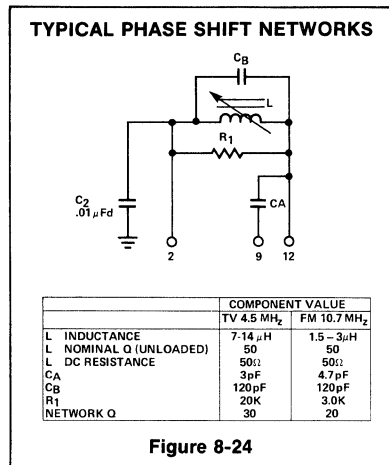 TYPICAL PHASE SHIFT NETWORKS
CB
L
R1
C2
.01 μFd
CA
2 9 12
COMPONENT VALUE
TV 4.5 MHz FM 10.7 MHz
L INDUCTANCE 7-14 μH 1.5 – 3μH
L NOMINAL Q (UNLOADED) 50 50
L DC RESISTANCE 50Ω 50Ω
CA 3pF 4.7pF
CB 120pF 120pF
R1 20K 3.0K
NETWORK Q 30 20
Figure 8-24